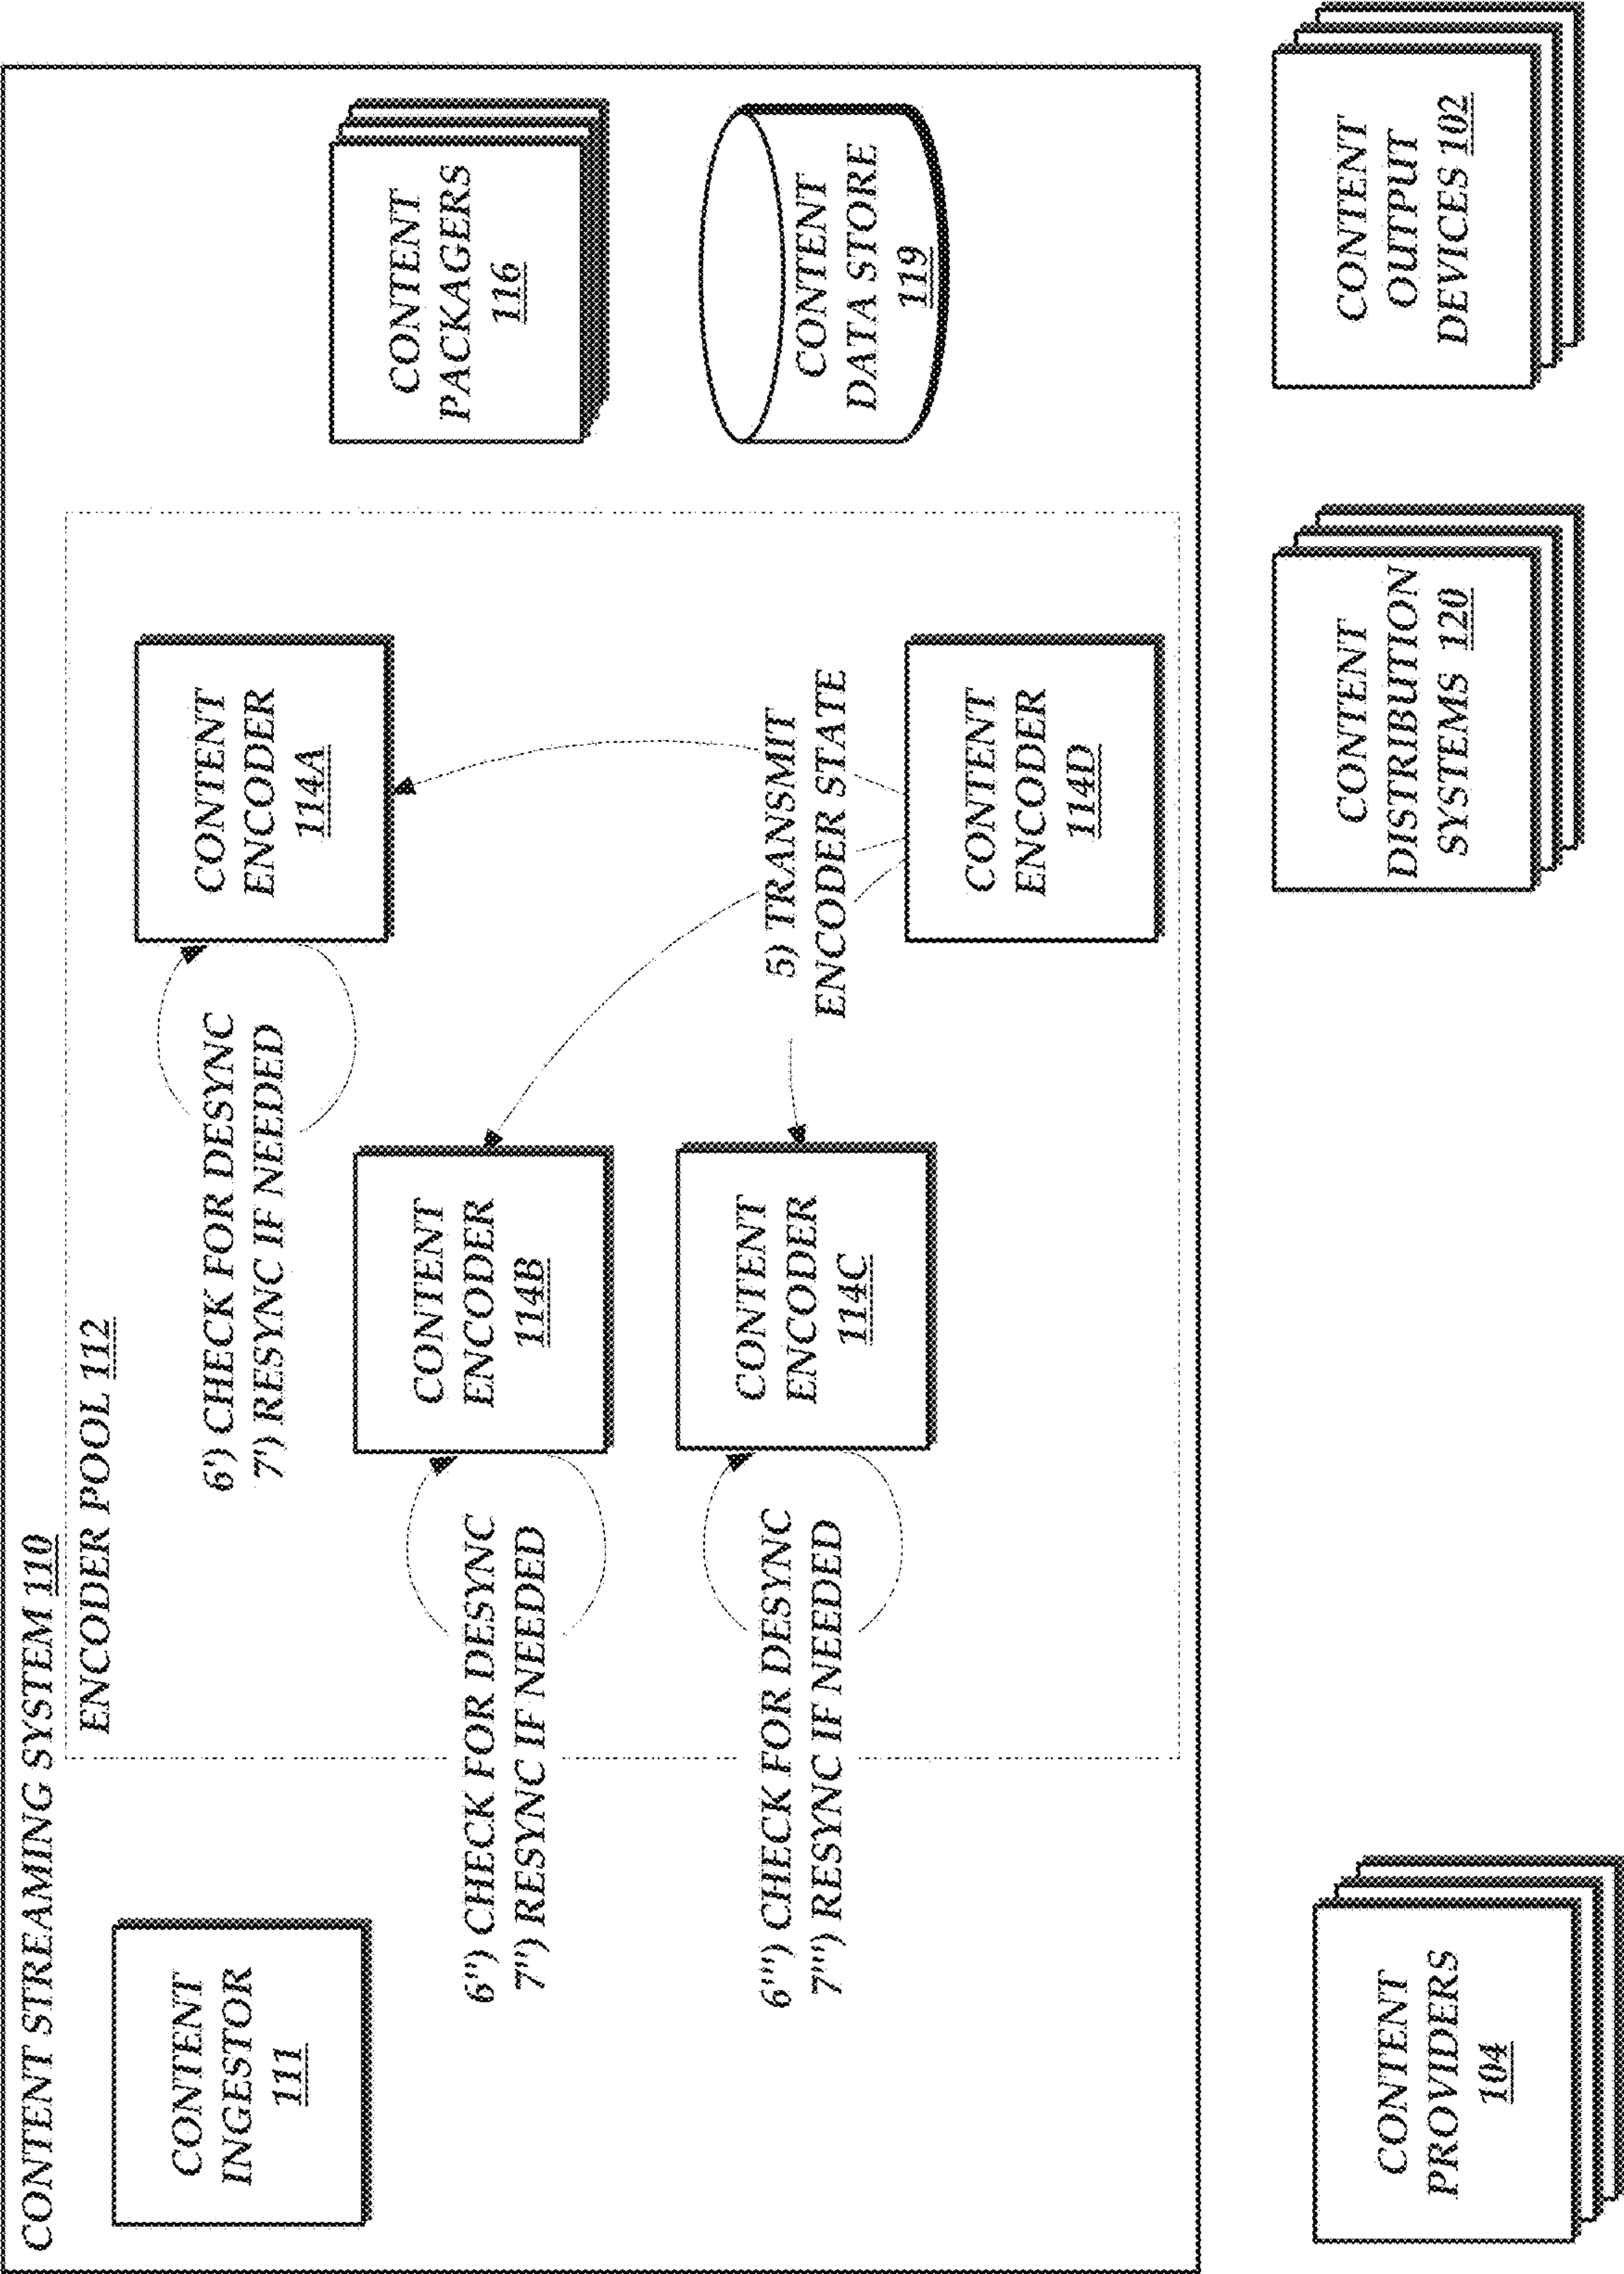 CONTENT STREAMING SYSTEM 110
ENCODER POOL 112
CONTENT
INGESTOR
111
6') CHECK FOR DESYNC
7') RESYNC IF NEEDED
CONTENT
ENCODER
114A
CONTENT
PACKAGERS
116
6'') CHECK FOR DESYNC
7'') RESYNC IF NEEDED
CONTENT
ENCODER
114B
6''') CHECK FOR DESYNC
7''') RESYNC IF NEEDED
CONTENT
ENCODER
114C
5) TRANSMIT
ENCODER STATE
CONTENT
ENCODER
114D
CONTENT
DATA STORE
119
CONTENT
PROVIDERS
104
CONTENT
DISTRIBUTION
SYSTEMS 120
CONTENT
OUTPUT
DEVICES 102